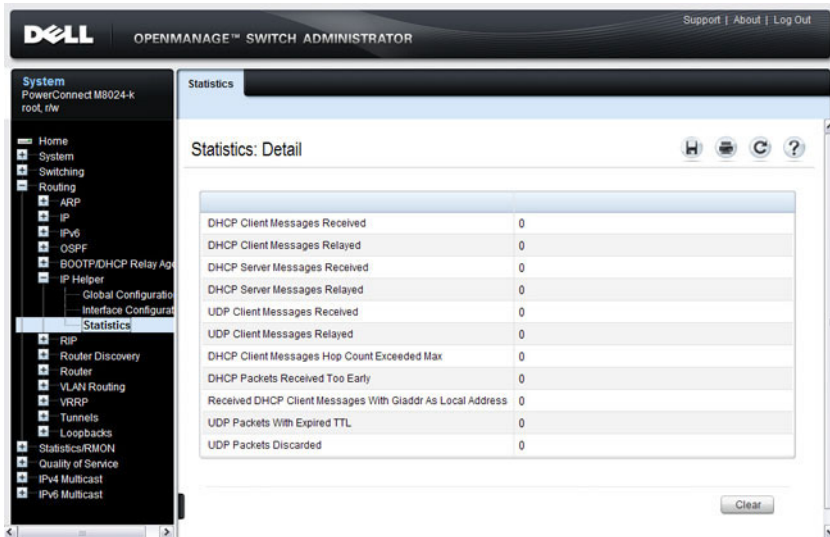 Support | About | Log Out
DELL OPENMANAGE™ SWITCH ADMINISTRATOR
System
PowerConnect M8024-k
root, r/w
Home
System
Switching
Routing
ARP
IP
IPv6
OSPF
BOOTP/DHCP Relay Age
IP Helper
Global Configuratio
Interface Configurat
Statistics
RIP
Router Discovery
Router
VLAN Routing
VRRP
Tunnels
Loopbacks
Statistics/RMON
Quality of Service
IPv4 Multicast
IPv6 Multicast
Statistics
Statistics: Detail
DHCP Client Messages Received 0
DHCP Client Messages Relayed 0
DHCP Server Messages Received 0
DHCP Server Messages Relayed 0
UDP Client Messages Received 0
UDP Client Messages Relayed 0
DHCP Client Messages Hop Count Exceeded Max 0
DHCP Packets Received Too Early 0
Received DHCP Client Messages With Giaddr As Local Address 0
UDP Packets With Expired TTL 0
UDP Packets Discarded 0
Clear